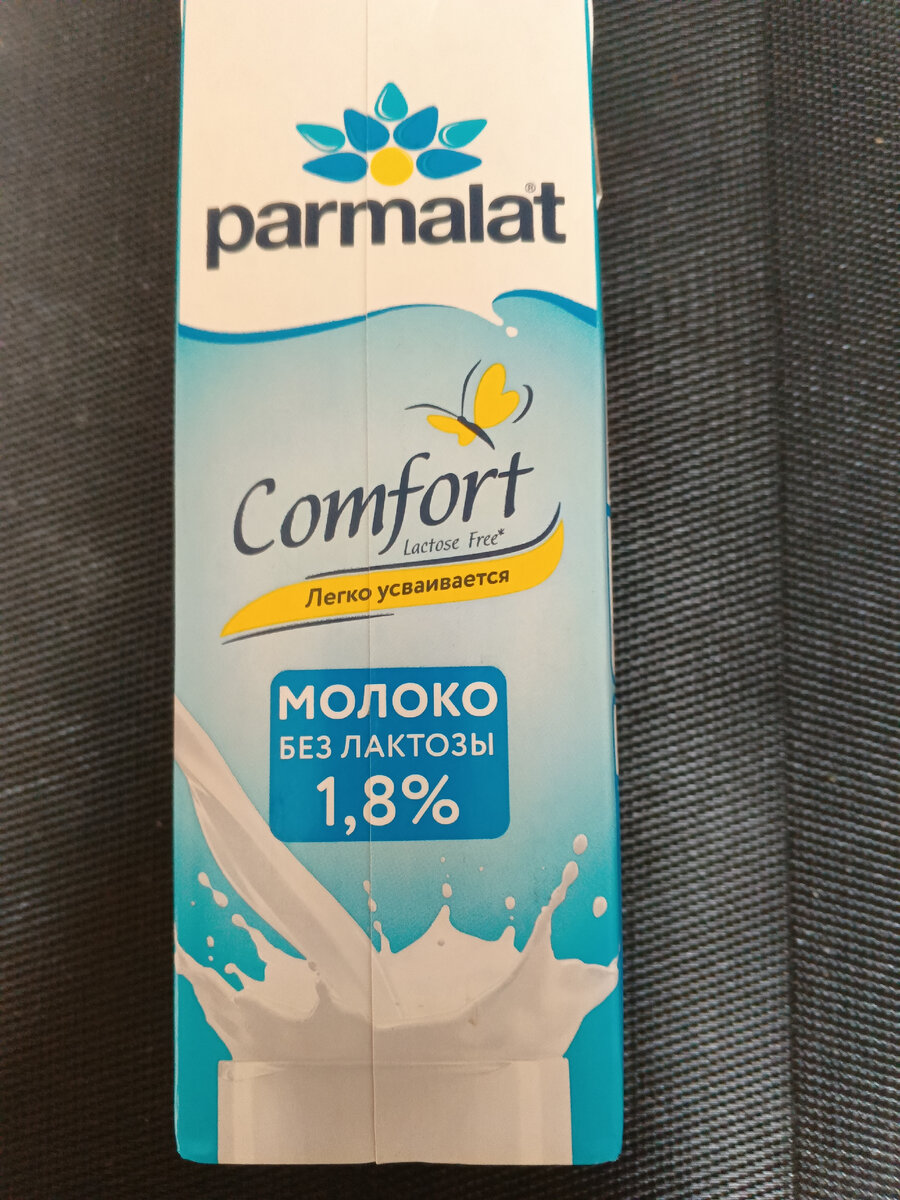 parmalat®
Comfort
Lactose Free*
Легко усваивается
МОЛОКО
БЕЗ ЛАКТОЗЫ
1,8%